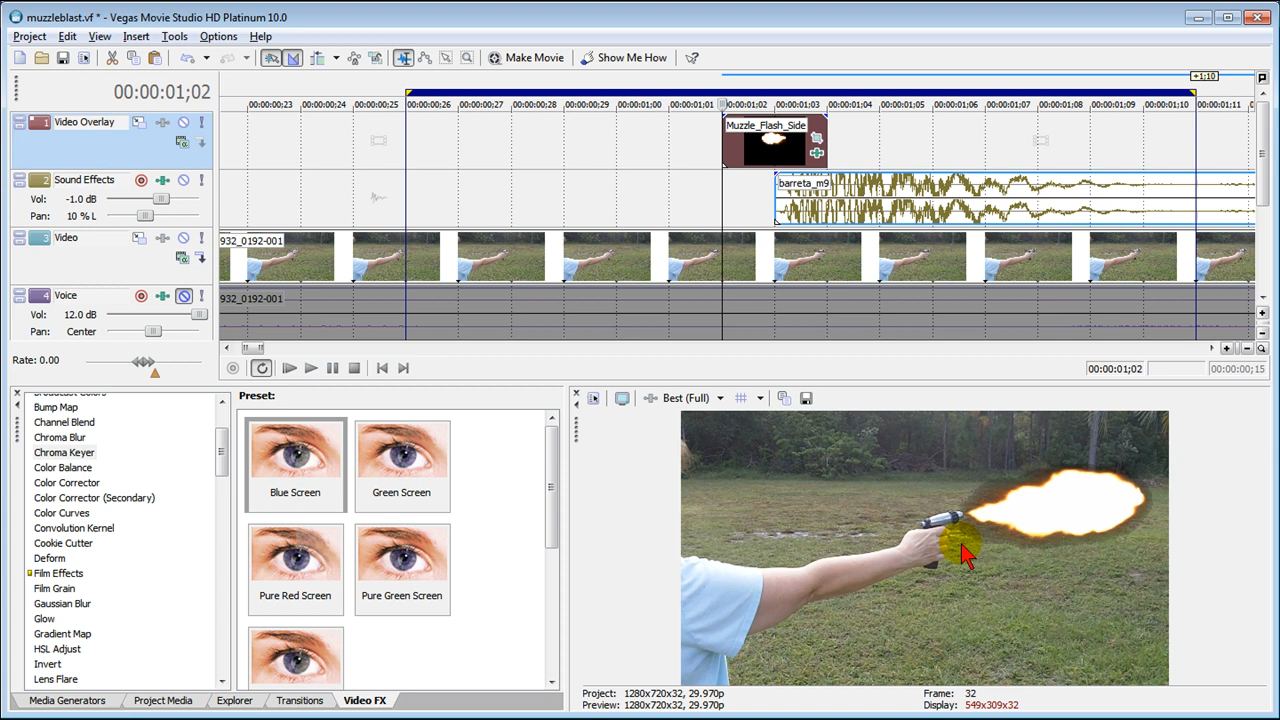 muzzleblast.vf * - Vegas Movie Studio HD Platinum 10.0
Project Edit View Insert Tools Options Help
Make Movie Show Me How
+1;10
00:00:01;02
00:00:00;23 00:00:00;24 00:00:00;25 00:00:00;26 00:00:00;27 00:00:00;28 00:00:00;29 00:00:01;00 00:00:01;01 00:00:01;02 00:00:01;03 00:00:01;04 00:00:01;05 00:00:01;06 00:00:01;07 00:00:01;08 00:00:01;09 00:00:01;10 00:00:01;11
1 Video Overlay
Muzzle_Flash_Side
2 Sound Effects
Vol: -1.0 dB
Pan: 10 % L
barreta_m9
3 Video
932_0192-001
4 Voice
Vol: 12.0 dB
Pan: Center
932_0192-001
Rate: 0.00
00:00:01;02
00:00:00;15
Broadcast Colors
Bump Map
Channel Blend
Chroma Blur
Chroma Keyer
Color Balance
Color Corrector
Color Corrector (Secondary)
Color Curves
Convolution Kernel
Cookie Cutter
Deform
Film Effects
Film Grain
Gaussian Blur
Glow
Gradient Map
HSL Adjust
Invert
Lens Flare
Preset:
Blue Screen
Green Screen
Pure Red Screen
Pure Green Screen
Best (Full)
Project: 1280x720x32, 29.970p
Preview: 1280x720x32, 29.970p
Frame: 32
Display: 549x309x32
Media Generators Project Media Explorer Transitions Video FX